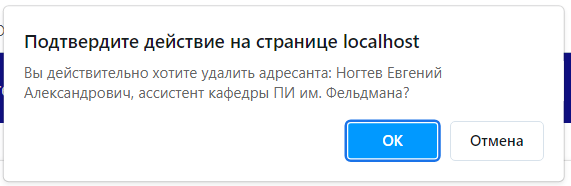 Подтвердите действие на странице localhost
Вы действительно хотите удалить адресанта: Ногтев Евгений
Александрович, ассистент кафедры ПИ им. Фельдмана?
ОК
Отмена